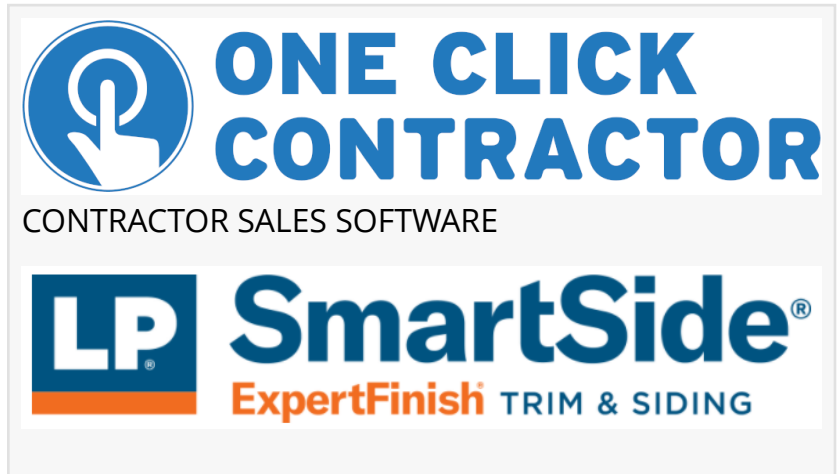 ONE CLICK
CONTRACTOR
CONTRACTOR SALES SOFTWARE
LP® SmartSide®
ExpertFinish® TRIM & SIDING